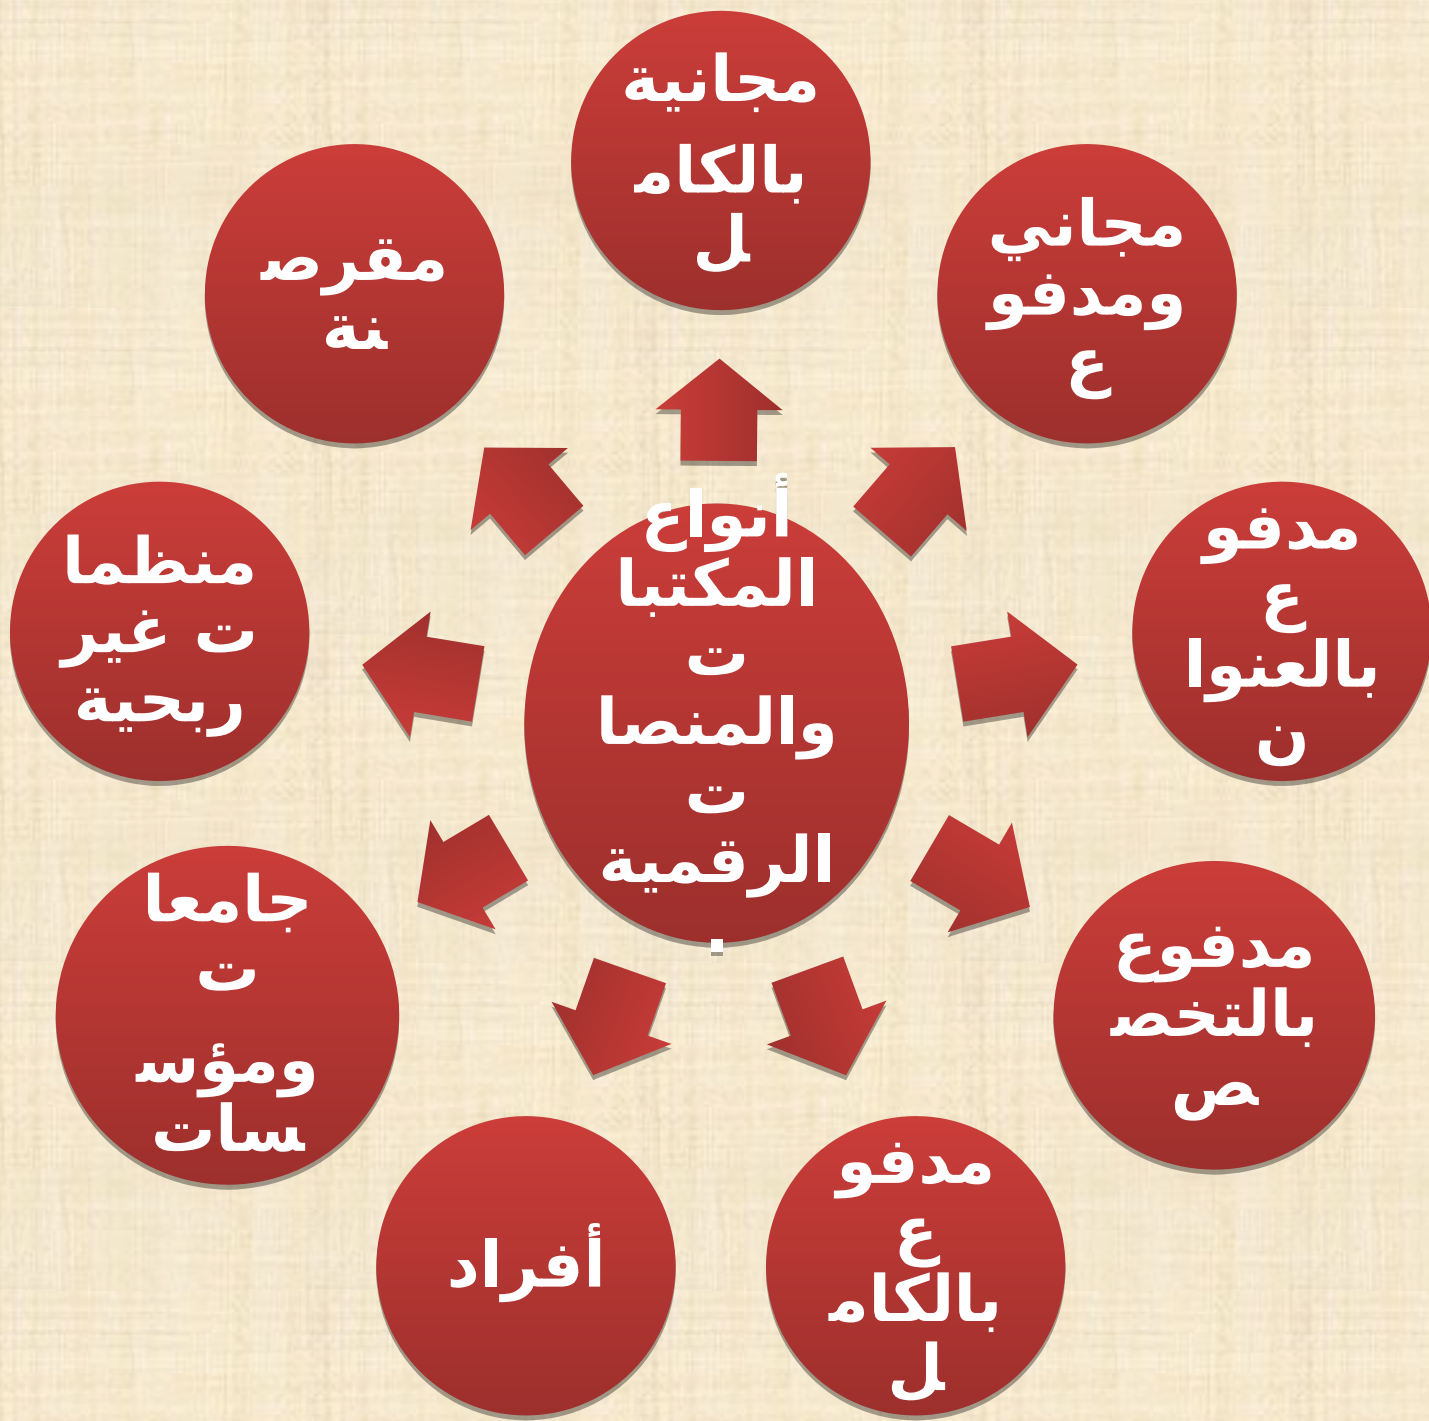 مجانية
بالكام
ل
مجاني
ومدفو
ع
مدفو
ع
بالعنوا
ن
مدفوع
بالتخص
ص
مدفو
ع
بالكام
ل
أفراد
جامعا
ت
ومؤس
سات
منظما
ت غير
ربحية
مقرص
نة
أنواع
المكتبا
ت
والمنصا
ت
الرقمية
.